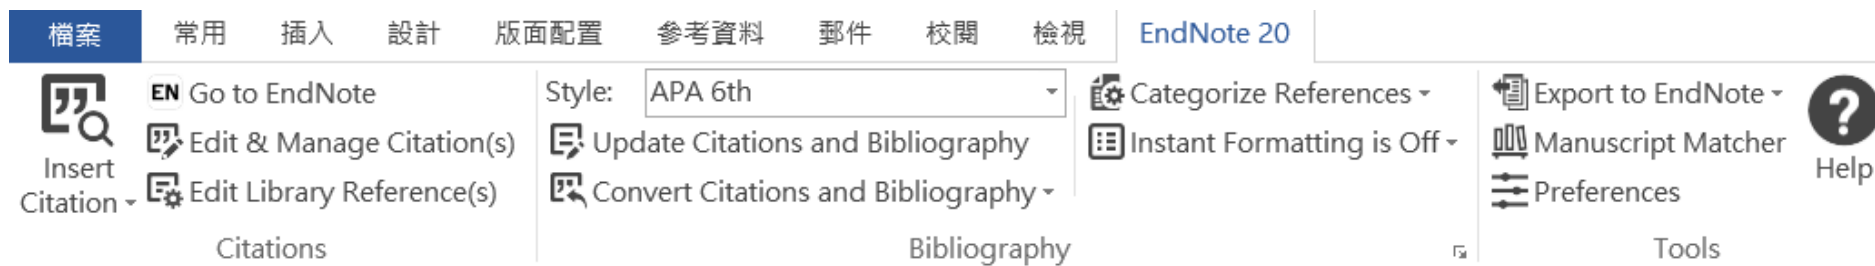 檔案 常用 插入 設計 版面配置 參考資料 郵件 校閱 檢視 EndNote 20
Insert Citation
EN Go to EndNote
Edit & Manage Citation(s)
Edit Library Reference(s)
Citations
Style: APA 6th
Update Citations and Bibliography
Convert Citations and Bibliography
Categorize References
Instant Formatting is Off
Bibliography
Export to EndNote
Manuscript Matcher
Preferences
Tools
Help